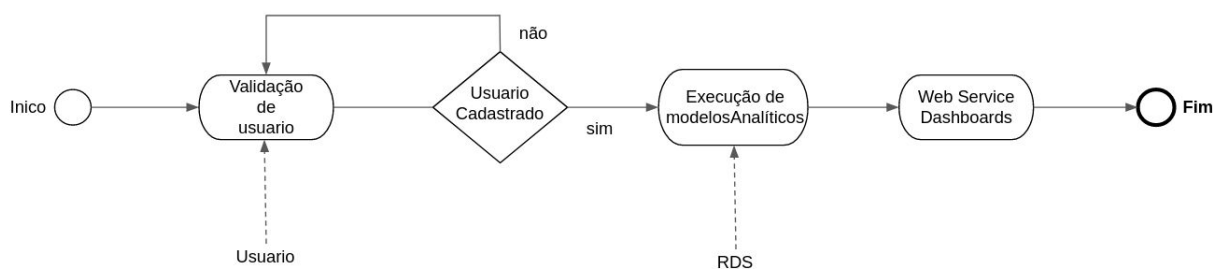 não
Inico
Validação
de
usuario
Usuario
Cadastrado
sim
Execução de
modelosAnalíticos
Web Service
Dashboards
Fim
Usuario
RDS